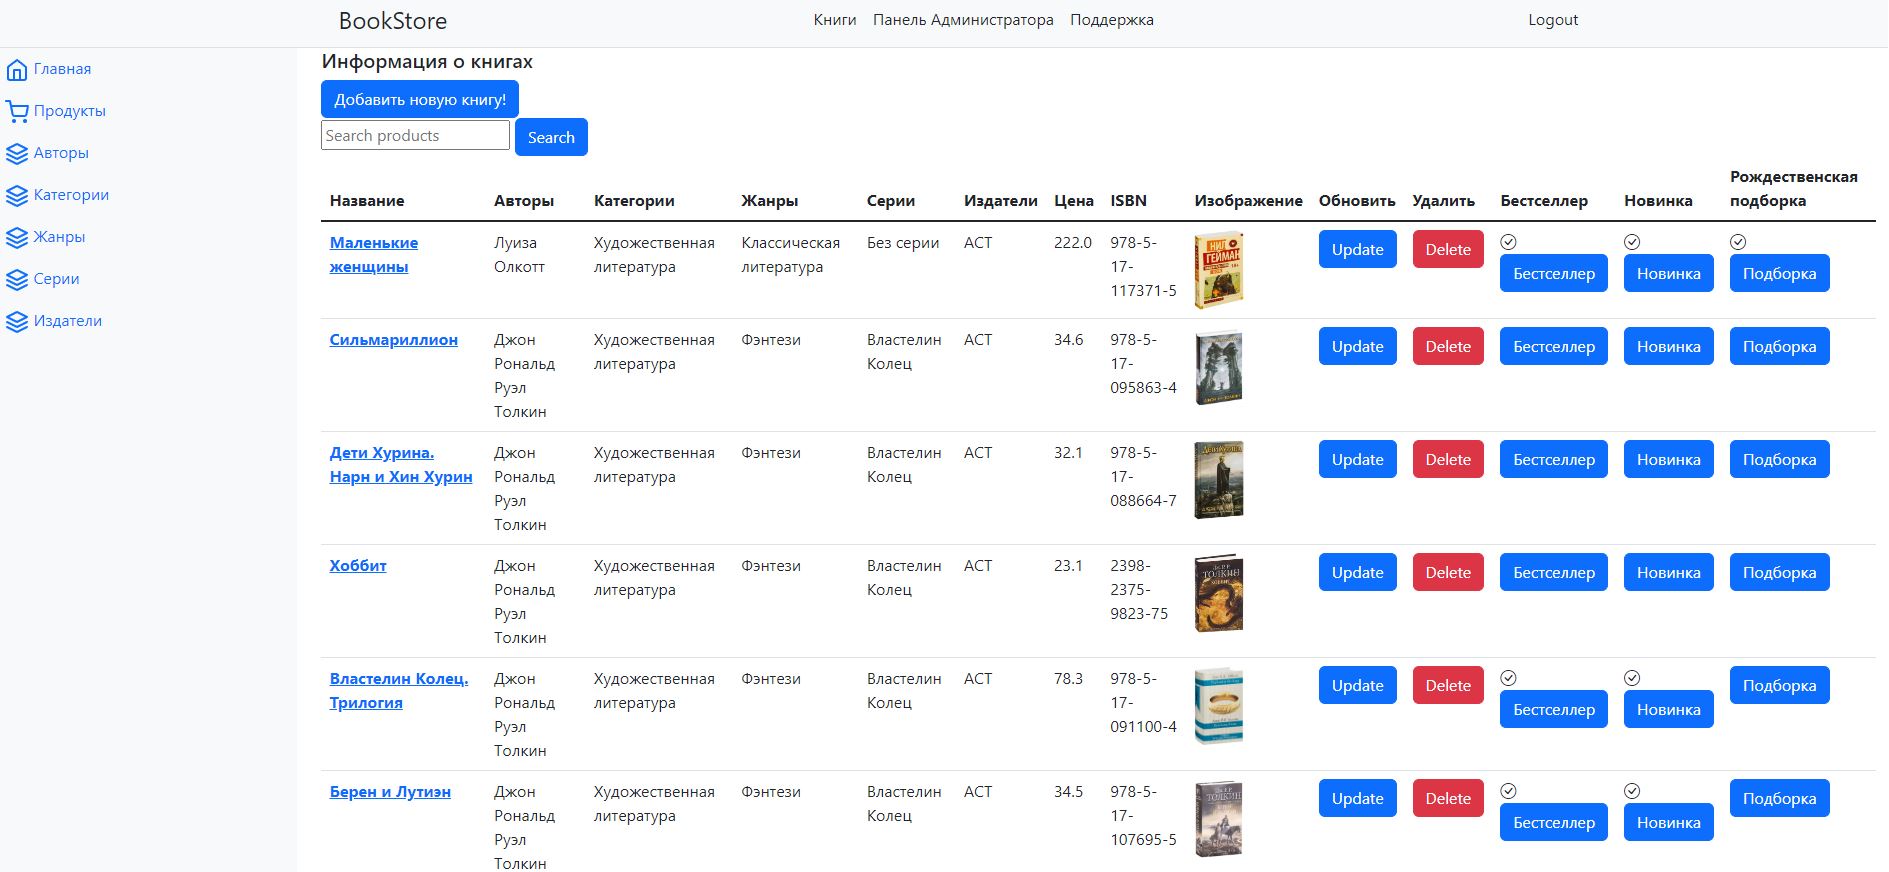 BookStore
Книги Панель Администратора Поддержка
Logout
Главная
Продукты
Авторы
Категории
Жанры
Серии
Издатели
Информация о книгах
Добавить новую книгу!
Search products Search
Название Авторы Категории Жанры Серии Издатели Цена ISBN Изображение Обновить Удалить Бестселлер Новинка Рождественская
подборка
Маленькие
женщины
Луиза
Олкотт
Художественная
литература
Классическая
литература
Без серии
АСТ
222.0
978-5-
17-
117371-5
НИЛ
ГЕЙМАН
Update
Delete
Бестселлер
Новинка
Подборка
Сильмариллион
Джон
Рональд
Руэл
Толкин
Художественная
литература
Фэнтези
Властелин
Колец
АСТ
34.6
978-5-
17-
095863-4
Update
Delete
Бестселлер
Новинка
Подборка
Дети Хурина.
Нарн и Хин Хурин
Джон
Рональд
Руэл
Толкин
Художественная
литература
Фэнтези
Властелин
Колец
АСТ
32.1
978-5-
17-
088664-7
Update
Delete
Бестселлер
Новинка
Подборка
Хоббит
Джон
Рональд
Руэл
Толкин
Художественная
литература
Фэнтези
Властелин
Колец
АСТ
23.1
2398-
2375-
9823-75
ТОЛКИН
Update
Delete
Бестселлер
Новинка
Подборка
Властелин Колец.
Трилогия
Джон
Рональд
Руэл
Толкин
Художественная
литература
Фэнтези
Властелин
Колец
АСТ
78.3
978-5-
17-
091100-4
Update
Delete
Бестселлер
Новинка
Подборка
Берен и Лутиэн
Джон
Рональд
Руэл
Толкин
Художественная
литература
Фэнтези
Властелин
Колец
АСТ
34.5
978-5-
17-
107695-5
ТОЛКИН
Update
Delete
Бестселлер
Новинка
Подборка